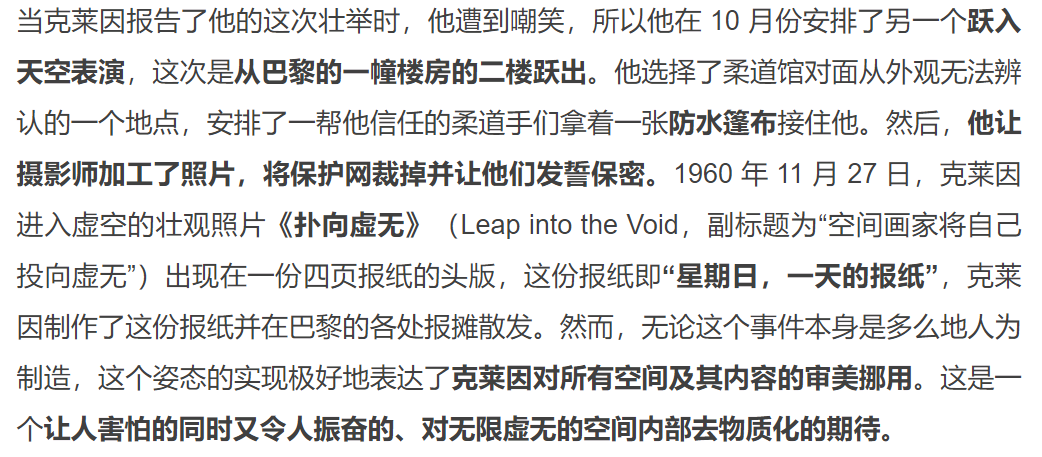 当克莱因报告了他的这次壮举时，他遭到嘲笑，所以他在 10 月份安排了另一个跃入
天空表演，这次是从巴黎的一幢楼房的二楼跃出。他选择了柔道馆对面从外观无法辨
认的一个地点，安排了一帮他信任的柔道手们拿着一张防水篷布接住他。然后，他让
摄影师加工了照片，将保护网裁掉并让他们发誓保密。1960 年 11 月 27 日，克莱因
进入虚空的壮观照片《扑向虚无》（Leap into the Void，副标题为“空间画家将自己
投向虚无”）出现在一份四页报纸的头版，这份报纸即“星期日，一天的报纸”，克莱
因制作了这份报纸并在巴黎的各处报摊散发。然而，无论这个事件本身是多么地人为
制造，这个姿态的实现极好地表达了克莱因对所有空间及其内容的审美挪用。这是一
个让人害怕的同时又令人振奋的、对无限虚无的空间内部去物质化的期待。